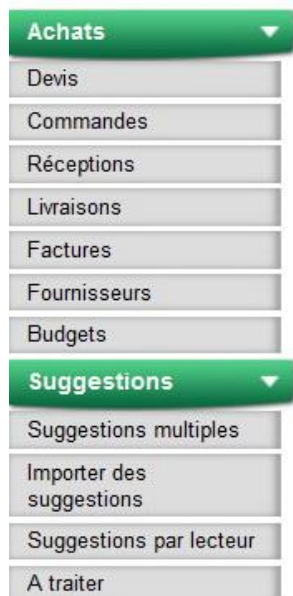 Achats
Devis
Commandes
Réceptions
Livraisons
Factures
Fournisseurs
Budgets
Suggestions
Suggestions multiples
Importer des
suggestions
Suggestions par lecteur
A traiter